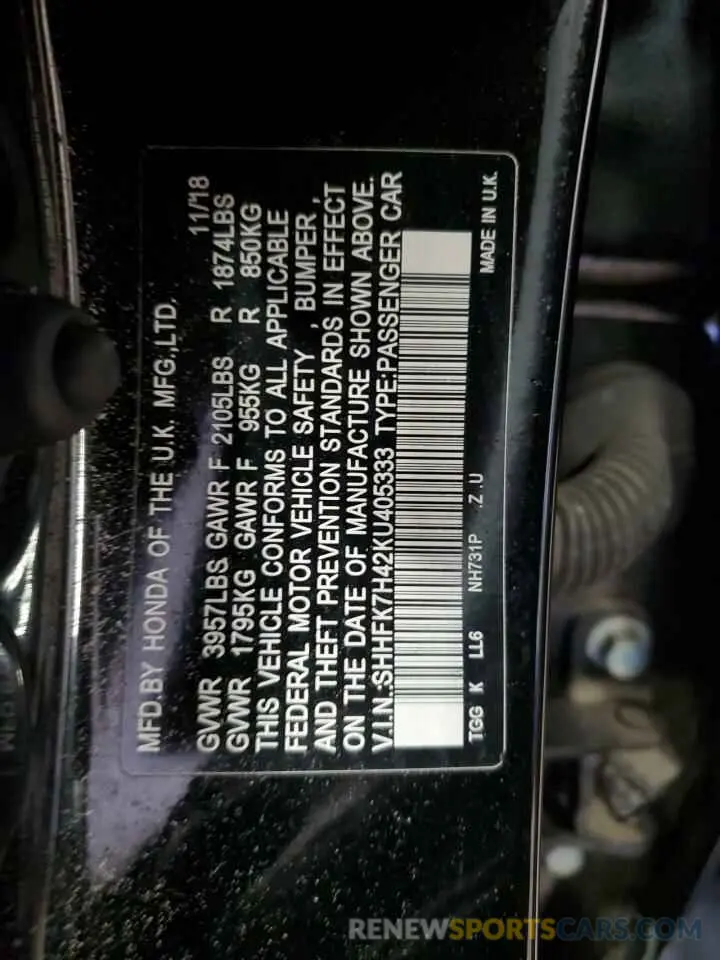 MFD.BY HONDA OF THE U.K. MFG.,LTD. 11/18
GVWR 3957LBS GAWR F 2105LBS R 1874LBS
GVWR 1795KG GAWR F 955KG R 850KG
THIS VEHICLE CONFORMS TO ALL APPLICABLE
FEDERAL MOTOR VEHICLE SAFETY , BUMPER ,
AND THEFT PREVENTION STANDARDS IN EFFECT
ON THE DATE OF MANUFACTURE SHOWN ABOVE.
V.I.N.:SHHFK7H42KU405333 TYPE:PASSENGER CAR
TGG K LL6 NH731P .Z .U MADE IN U.K.
RENEWSPORTSCARS.COM